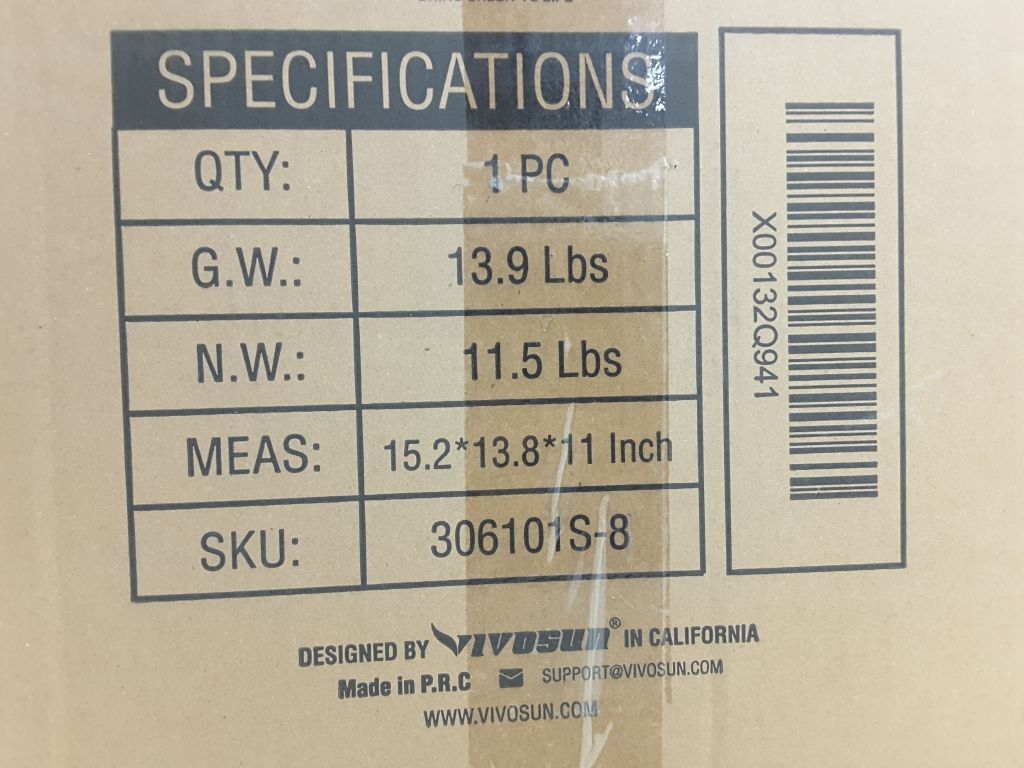 SPECIFICATIONS
QTY: 1 PC
G.W.: 13.9 Lbs
N.W.: 11.5 Lbs
MEAS: 15.2*13.8*11 Inch
SKU: 306101S-8
X00132Q941
DESIGNED BY VIVOSUN® IN CALIFORNIA
Made in P.R.C SUPPORT@VIVOSUN.COM
WWW.VIVOSUN.COM